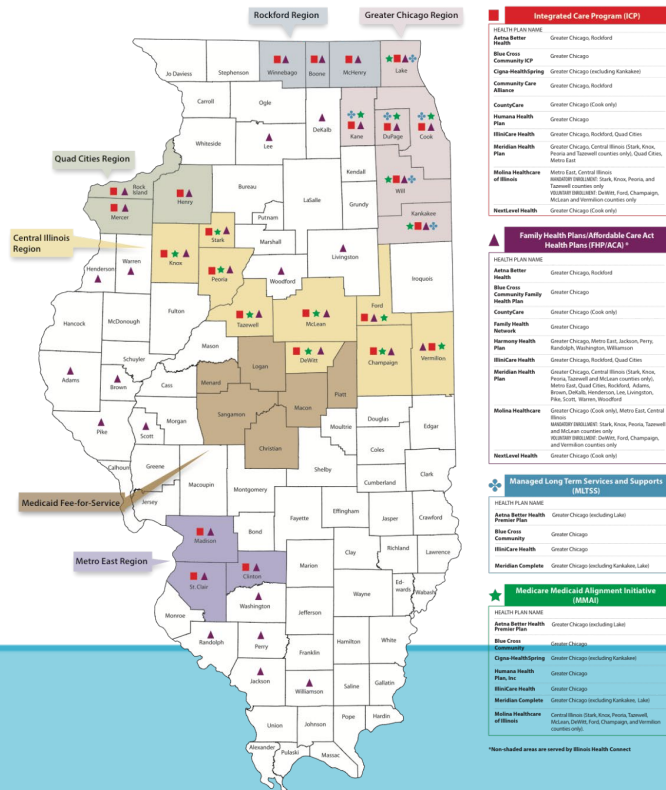 Rockford Region
Greater Chicago Region
Jo Daviess
Stephenson
Winnebago
Boone
McHenry
Lake
Carroll
Ogle
DeKalb
Kane
DuPage
Cook
Whiteside
Lee
Quad Cities Region
Kendall
Will
Rock
Island
Henry
Bureau
LaSalle
Grundy
Mercer
Putnam
Kankakee
Central Illinois
Region
Stark
Marshall
Knox
Peoria
Livingston
Henderson
Warren
Woodford
Iroquois
Fulton
Ford
Hancock
McDonough
Tazewell
McLean
Mason
Schuyler
Logan
DeWitt
Champaign
Vermilion
Adams
Brown
Cass
Menard
Piatt
Macon
Sangamon
Morgan
Douglas
Edgar
Pike
Scott
Moultrie
Christian
Coles
Calhoun
Greene
Shelby
Macoupin
Clark
Cumberland
Montgomery
Medicaid Fee-for-Service
Jersey
Effingham
Fayette
Jasper
Crawford
Madison
Bond
Metro East Region
Clay
Richland
Lawrence
Marion
Clinton
St. Clair
Ed-
wards
Wabash
Wayne
Washington
Jefferson
Monroe
Randolph
Perry
Hamilton
White
Franklin
Jackson
Williamson
Saline
Gallatin
Union
Johnson
Pope
Hardin
Alexander
Pulaski
Massac
Integrated Care Program (ICP)
HEALTH PLAN NAME
Aetna Better Greater Chicago, Rockford
Health
Blue Cross Greater Chicago
Community ICP
Cigna-HealthSpring Greater Chicago (excluding Kankakee)
Community Care Greater Chicago, Rockford
Alliance
CountyCare Greater Chicago (Cook only)
Humana Health Greater Chicago
Plan
IlliniCare Health Greater Chicago, Rockford, Quad Cities
Meridian Health Greater Chicago, Central Illinois (Stark, Knox,
Plan Peoria and Tazewell counties only), Quad Cities,
Metro East
Molina Healthcare Metro East, Central Illinois
of Illinois MANDATORY ENROLLMENT: Stark, Knox, Peoria, and
Tazewell counties only
VOLUNTARY ENROLLMENT: DeWitt, Ford, Champaign,
McLean and Vermilion counties only
NextLevel Health Greater Chicago (Cook only)
Family Health Plans/Affordable Care Act
Health Plans (FHP/ACA) *
HEALTH PLAN NAME
Aetna Better Greater Chicago, Rockford
Health
Blue Cross Greater Chicago
Community Family
Health Plan
CountyCare Greater Chicago (Cook only)
Family Health Greater Chicago
Network
Harmony Health Greater Chicago, Metro East, Jackson, Perry,
Plan Randolph, Washington, Williamson
IlliniCare Health Greater Chicago, Rockford, Quad Cities
Meridian Health Greater Chicago, Central Illinois (Stark, Knox,
Plan Peoria, Tazewell and McLean counties only),
Metro East, Quad Cities, Rockford, Adams,
Brown, DeKalb, Henderson, Lee, Livingston,
Pike, Scott, Warren, Woodford
Molina Healthcare Greater Chicago (Cook only), Metro East, Central
Illinois
MANDATORY ENROLLMENT: Stark, Knox, Peoria, Tazewell
and McLean counties only
VOLUNTARY ENROLLMENT: DeWitt, Ford, Champaign,
and Vermilion counties only
NextLevel Health Greater Chicago (Cook only)
Managed Long Term Services and Supports
(MLTSS)
HEALTH PLAN NAME
Aetna Better Health Greater Chicago (excluding Lake)
Premier Plan
Blue Cross Greater Chicago
Community
IlliniCare Health Greater Chicago
Meridian Complete Greater Chicago (excluding Kankakee, Lake)
Medicare Medicaid Alignment Initiative
(MMAI)
HEALTH PLAN NAME
Aetna Better Health Greater Chicago (excluding Lake)
Premier Plan
Blue Cross Greater Chicago
Community
Cigna-HealthSpring Greater Chicago (excluding Kankakee)
Humana Health Greater Chicago
Plan, Inc
IlliniCare Health Greater Chicago
Meridian Complete Greater Chicago (excluding Kankakee, Lake)
Molina Healthcare Central Illinois (Stark, Knox, Peoria, Tazewell,
of Illinois McLean, DeWitt, Ford, Champaign, and Vermilion
counties only).
*Non-shaded areas are served by Illinois Health Connect